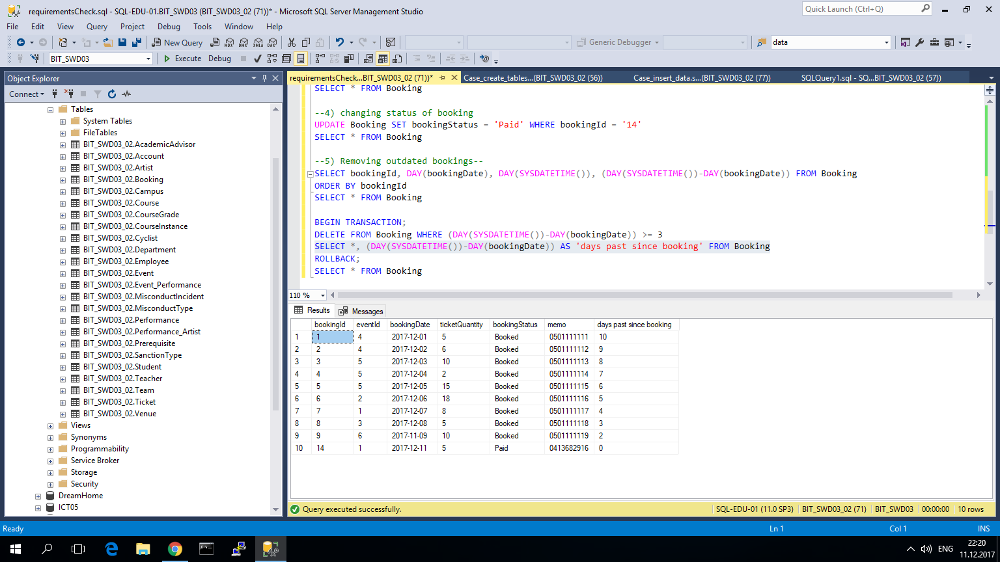 requirementsCheck.sql - SQL-EDU-01.BIT_SWD03 (BIT_SWD03_02 (71))* - Microsoft SQL Server Management Studio
Quick Launch (Ctrl+Q)
File Edit View Query Project Debug Tools Window Help
New Query
MDX DMX XMLA DAX
Generic Debugger
data
BIT_SWD03
Execute Debug
Object Explorer
requirementsCheck...BIT_SWD03_02 (71))*
Case_create_tables...(BIT_SWD03_02 (56))
Case_insert_data.s...(BIT_SWD03_02 (77))
SQLQuery1.sql - SQ...BIT_SWD03_02 (57))
Connect
Tables
System Tables
FileTables
BIT_SWD03_02.AcademicAdvisor
BIT_SWD03_02.Account
BIT_SWD03_02.Artist
BIT_SWD03_02.Booking
BIT_SWD03_02.Campus
BIT_SWD03_02.Course
BIT_SWD03_02.CourseGrade
BIT_SWD03_02.CourseInstance
BIT_SWD03_02.Cyclist
BIT_SWD03_02.Department
BIT_SWD03_02.Employee
BIT_SWD03_02.Event
BIT_SWD03_02.Event_Performance
BIT_SWD03_02.MisconductIncident
BIT_SWD03_02.MisconductType
BIT_SWD03_02.Performance
BIT_SWD03_02.Performance_Artist
BIT_SWD03_02.Prerequisite
BIT_SWD03_02.SanctionType
BIT_SWD03_02.Student
BIT_SWD03_02.Teacher
BIT_SWD03_02.Team
BIT_SWD03_02.Ticket
BIT_SWD03_02.Venue
Views
Synonyms
Programmability
Service Broker
Storage
Security
DreamHome
ICT05
SELECT * FROM Booking
--4) changing status of booking
UPDATE Booking SET bookingStatus = 'Paid' WHERE bookingId = '14'
SELECT * FROM Booking
--5) Removing outdated bookings--
SELECT bookingId, DAY(bookingDate), DAY(SYSDATETIME()), (DAY(SYSDATETIME())-DAY(bookingDate)) FROM Booking
ORDER BY bookingId
SELECT * FROM Booking
BEGIN TRANSACTION;
DELETE FROM Booking WHERE (DAY(SYSDATETIME())-DAY(bookingDate)) >= 3
SELECT *, (DAY(SYSDATETIME())-DAY(bookingDate)) AS 'days past since booking' FROM Booking
ROLLBACK;
SELECT * FROM Booking
110 %
Results Messages
bookingId eventId bookingDate ticketQuantity bookingStatus memo days past since booking
1 1 4 2017-12-01 5 Booked 0501111111 10
2 2 4 2017-12-02 6 Booked 0501111112 9
3 3 5 2017-12-03 10 Booked 0501111113 8
4 4 5 2017-12-04 2 Booked 0501111114 7
5 5 5 2017-12-05 15 Booked 0501111115 6
6 6 2 2017-12-06 18 Booked 0501111116 5
7 7 1 2017-12-07 8 Booked 0501111117 4
8 8 3 2017-12-08 5 Booked 0501111118 3
9 9 6 2017-11-09 10 Booked 0501111119 2
10 14 1 2017-12-11 5 Paid 0413682916 0
Query executed successfully.
SQL-EDU-01 (11.0 SP3) BIT_SWD03_02 (71) BIT_SWD03 00:00:00 10 rows
Ready
Ln 1 Col 1 INS
ENG
22:20
11.12.2017